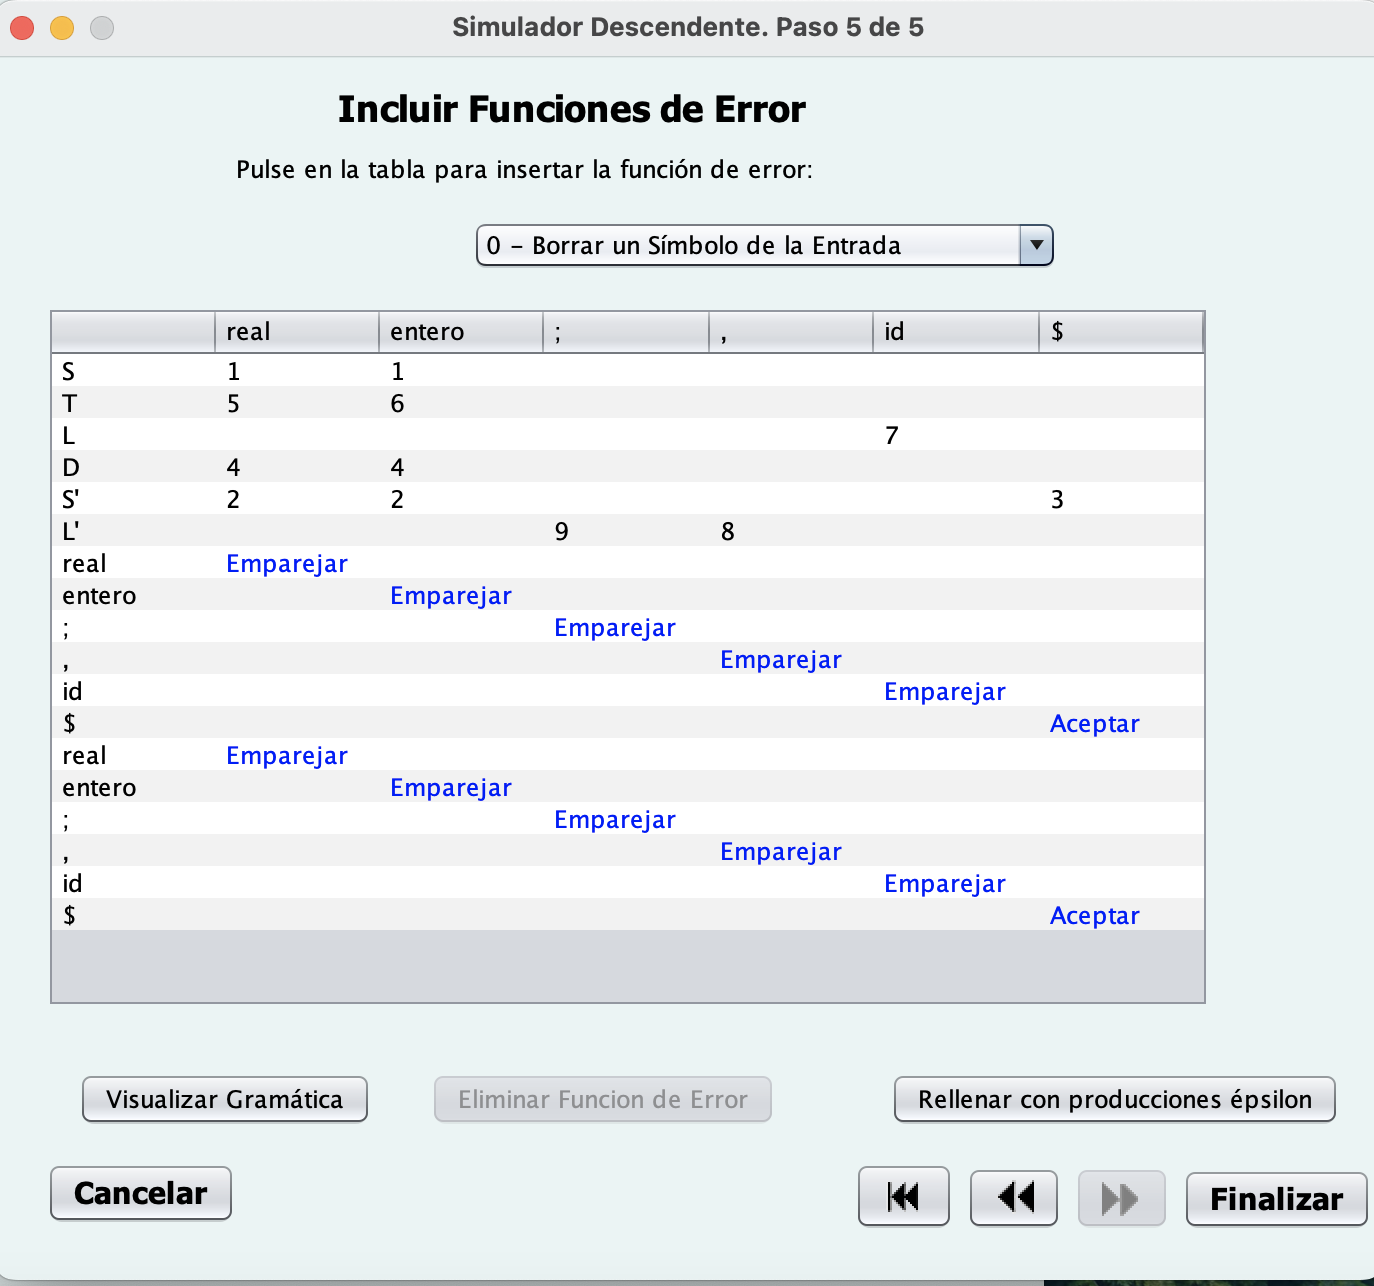 Simulador Descendente. Paso 5 de 5
Incluir Funciones de Error
Pulse en la tabla para insertar la función de error:
0 – Borrar un Símbolo de la Entrada
real entero ; , id $
S 1 1
T 5 6
L 7
D 4 4
S' 2 2 3
L' 9 8
real Emparejar
entero Emparejar
; Emparejar
, Emparejar
id Emparejar
$ Aceptar
real Emparejar
entero Emparejar
; Emparejar
, Emparejar
id Emparejar
$ Aceptar
Visualizar Gramática Eliminar Funcion de Error Rellenar con producciones épsilon
Cancelar Finalizar